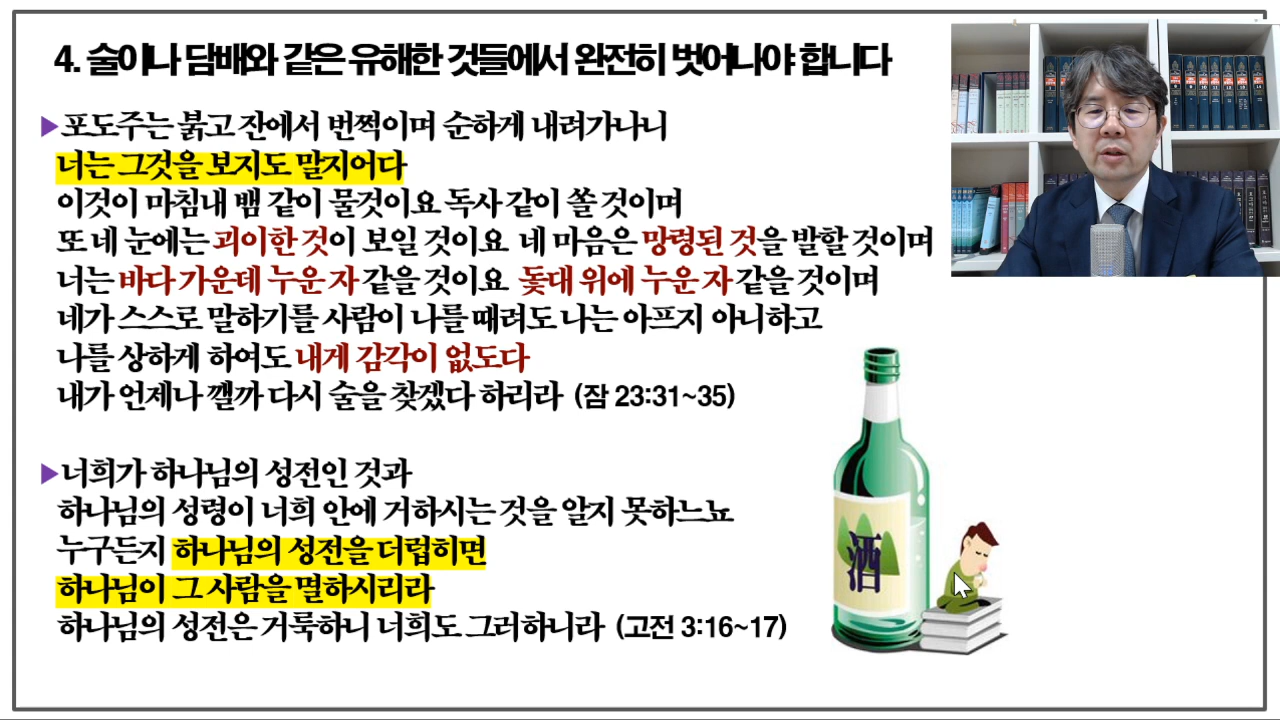 4. 술이나 담배와 같은 유해한 것들에서 완전히 벗어나야 합니다
▶포도주는 붉고 잔에서 번쩍이며 순하게 내려가나니
너는 그것을 보지도 말지어다
이것이 마침내 뱀 같이 물것이요 독사 같이 쏠 것이며
또 네 눈에는 괴이한 것이 보일 것이요 네 마음은 망령된 것을 발할 것이며
너는 바다 가운데 누운 자 같을 것이요 돛대 위에 누운 자 같을 것이며
네가 스스로 말하기를 사람이 나를 때려도 나는 아프지 아니하고
나를 상하게 하여도 내게 감각이 없도다
내가 언제나 깰까 다시 술을 찾겠다 하리라 (잠 23:31~35)
▶너희가 하나님의 성전인 것과
하나님의 성령이 너희 안에 거하시는 것을 알지 못하느뇨
누구든지 하나님의 성전을 더럽히면
하나님이 그 사람을 멸하시리라
하나님의 성전은 거룩하니 너희도 그러하니라 (고전 3:16~17)
酒